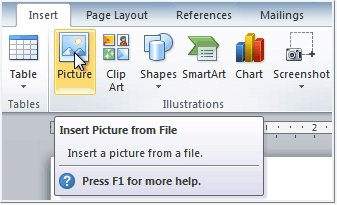 Insert Page Layout References Mailings
Table Picture Clip Art Shapes SmartArt Chart Screenshot
Tables Illustrations
Insert Picture from File
Insert a picture from a file.
Press F1 for more help.
2